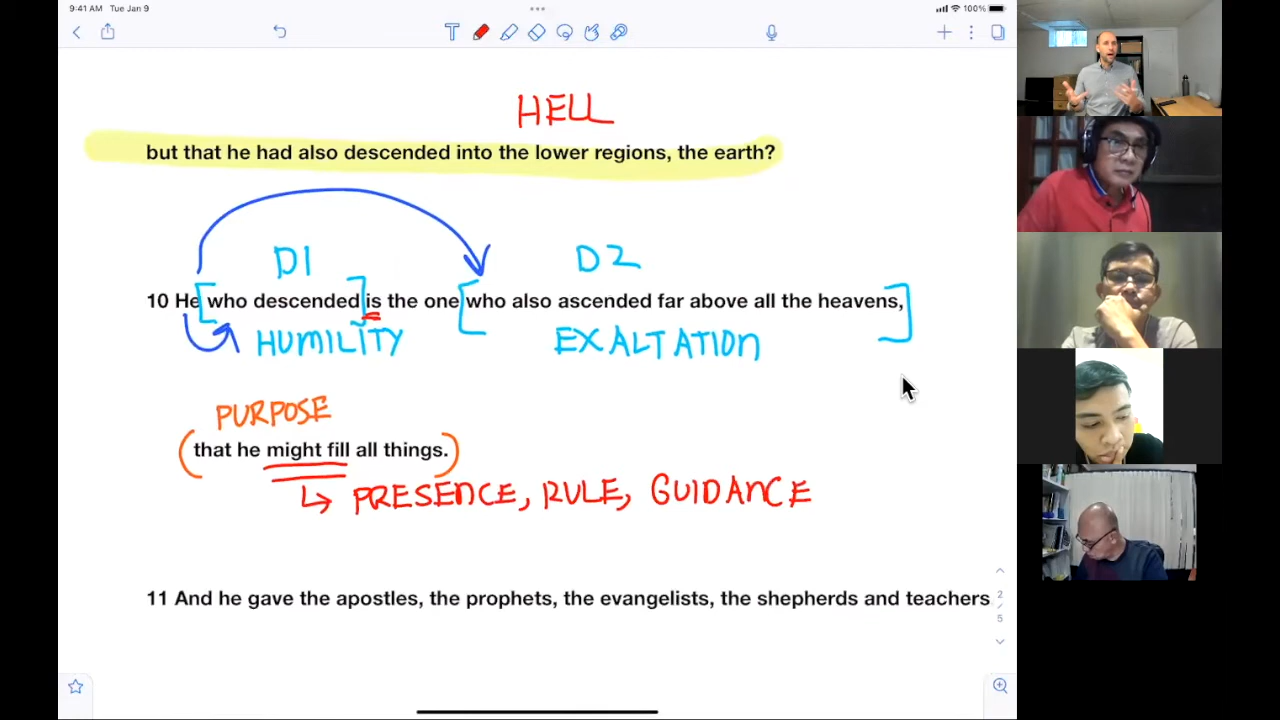 9:41 AM Tue Jan 9
100%
T
HELL
but that he had also descended into the lower regions, the earth?
D1 D2
10 He who descended is the one who also ascended far above all the heavens,
HUMILITY EXALTATION
PURPOSE
(that he might fill all things.)
↳ PRESENCE, RULE, GUIDANCE
11 And he gave the apostles, the prophets, the evangelists, the shepherds and teachers
2
/
5